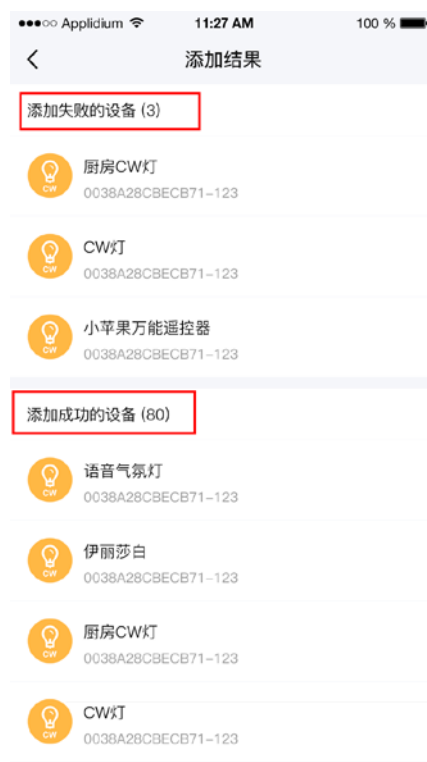 Applidium 11:27 AM 100 %
添加结果
添加失败的设备 (3)
厨房CW灯
CW
0038A28CBECB71-123
CW灯
CW
0038A28CBECB71-123
小苹果万能遥控器
CW
0038A28CBECB71-123
添加成功的设备 (80)
语音气氛灯
CW
0038A28CBECB71-123
伊丽莎白
CW
0038A28CBECB71-123
厨房CW灯
CW
0038A28CBECB71-123
CW灯
CW
0038A28CBECB71-123